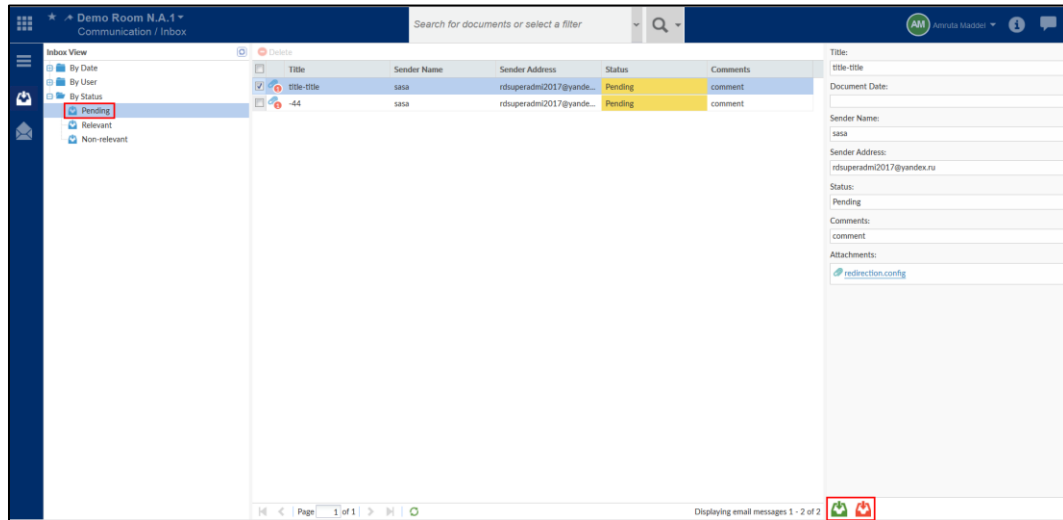 Demo Room N.A.1
Communication / Inbox
Search for documents or select a filter
AM
Amruta Maddel
Inbox View
By Date
By User
By Status
Pending
Relevant
Non-relevant
Delete
Title Sender Name Sender Address Status Comments
title-title sasa rdsuperadmi2017@yande... Pending comment
-44 sasa rdsuperadmi2017@yande... Pending comment
Page 1 of 1
Displaying email messages 1 - 2 of 2
Title:
title-title
Document Date:
Sender Name:
sasa
Sender Address:
rdsuperadmi2017@yandex.ru
Status:
Pending
Comments:
comment
Attachments:
redirection.config